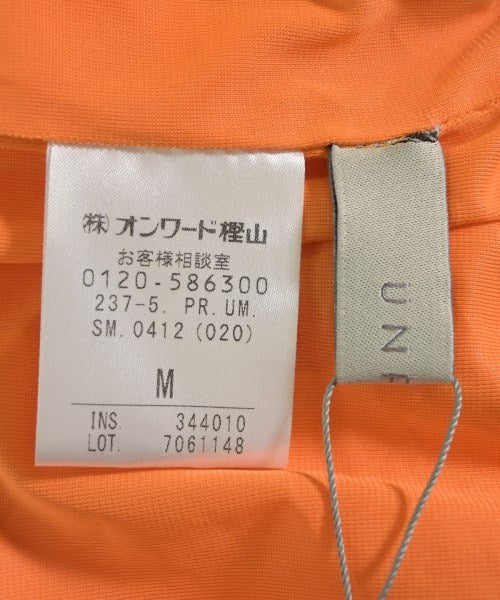 (株)オンワード樫山
お客様相談室
0120-586300
237-5. PR. UM.
SM. 0412 (020)
M
INS 344010
LOT. 7061148
UNF